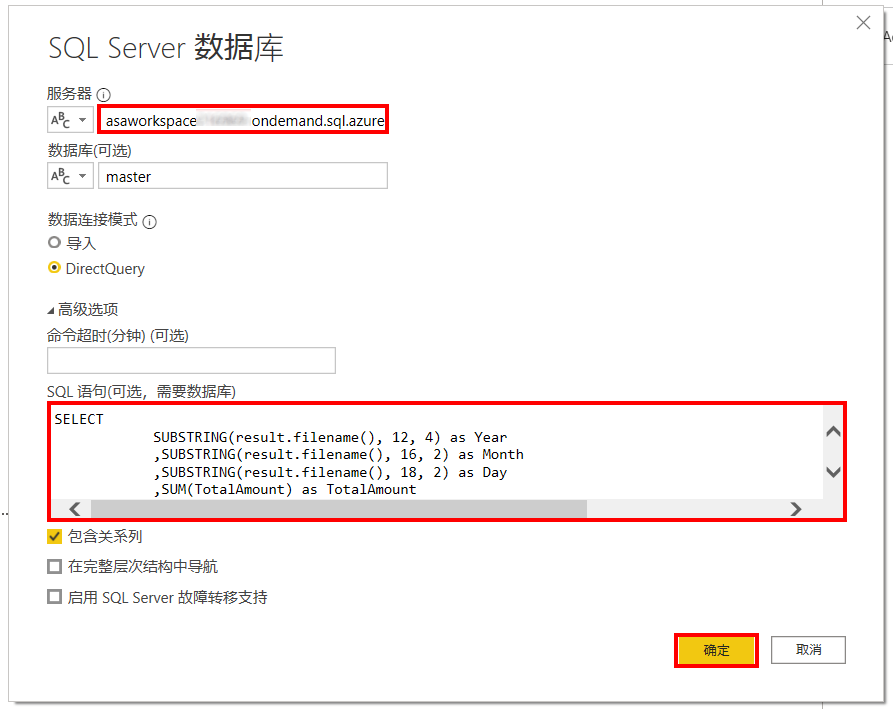 SQL Server 数据库
服务器
ABC asaworkspace ondemand.sql.azure
数据库(可选)
ABC master
数据连接模式
导入
DirectQuery
高级选项
命令超时(分钟) (可选)
SQL 语句(可选，需要数据库)
SELECT
SUBSTRING(result.filename(), 12, 4) as Year
,SUBSTRING(result.filename(), 16, 2) as Month
,SUBSTRING(result.filename(), 18, 2) as Day
,SUM(TotalAmount) as TotalAmount
包含关系列
在完整层次结构中导航
启用 SQL Server 故障转移支持
确定 取消